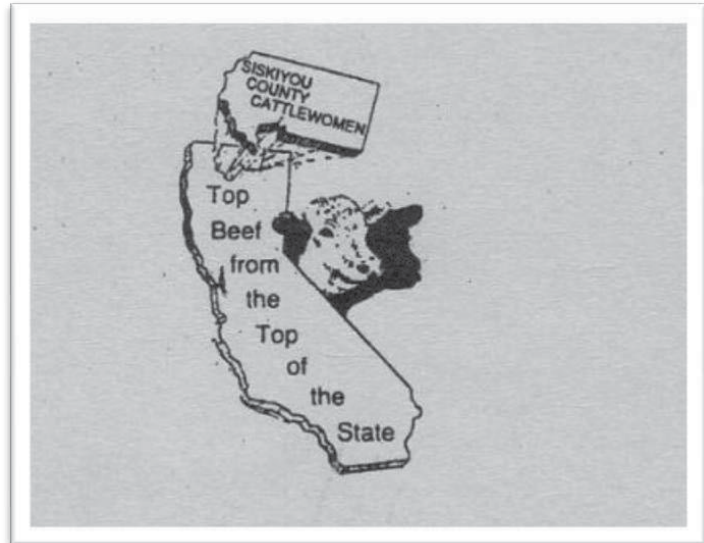 SISKIYOU
COUNTY
CATTLEWOMEN
Top
Beef
from
the
Top
of
the
State